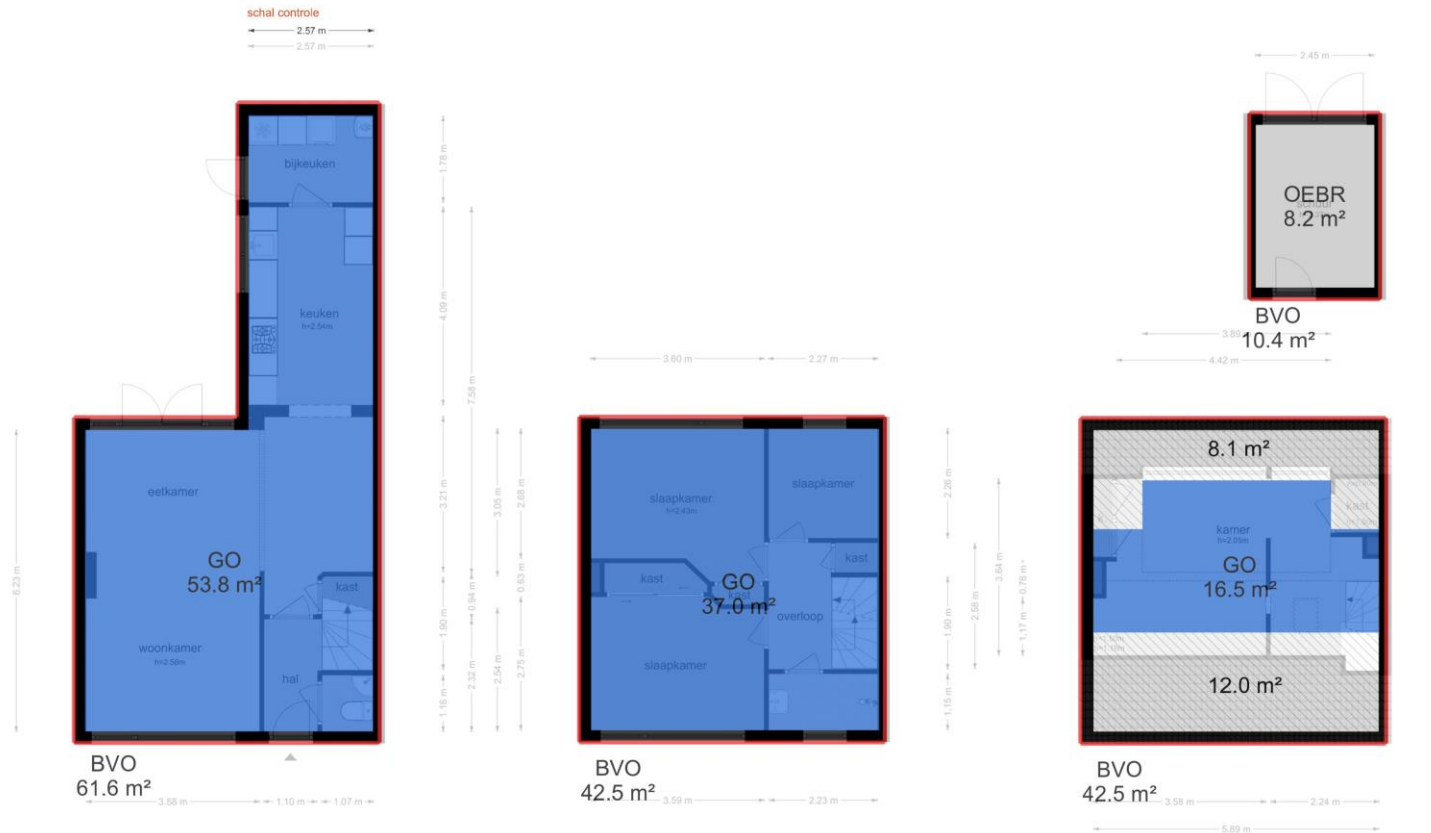 schal controle
2.57 m
2.57 m
bijkeuken
keuken
h=2.54m
eetkamer
GO
53.8 m²
kast
woonkamer
h=2.58m
hal
BVO
61.6 m²
3.58 m
1.10 m
1.07 m
6.23 m
1.78 m
4.09 m
3.21 m
1.90 m
1.16 m
7.58 m
0.94 m
2.32 m
3.05 m
2.54 m
2.68 m
0.63 m
2.75 m
3.60 m
2.27 m
slaapkamer
h=2.43m
slaapkamer
kast
kast
kast
GO
37.0 m²
overloop
slaapkamer
BVO
42.5 m²
3.59 m
2.23 m
2.26 m
2.58 m
1.90 m
1.15 m
3.64 m
0.78 m
1.17 m
2.45 m
OEBR
schuur
8.2 m²
BVO
10.4 m²
3.89
4.42 m
8.1 m²
kast
kamer
h=2.05m
GO
16.5 m²
12.0 m²
BVO
42.5 m²
3.58 m
2.24 m
5.89 m